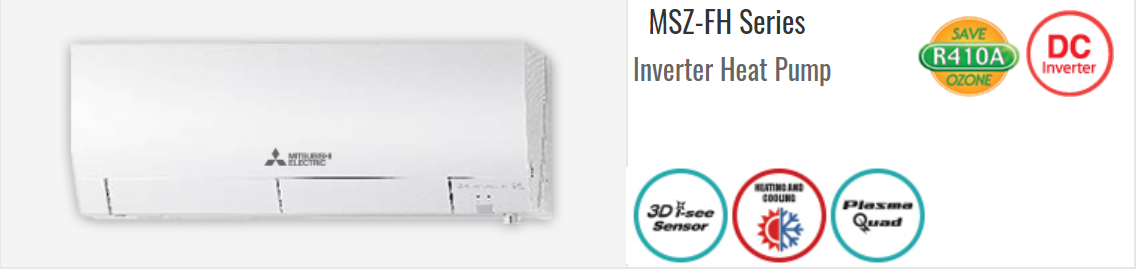 MSZ-FH Series
Inverter Heat Pump
SAVE
R410A
OZONE
DC
Inverter
MITSUBISHI
ELECTRIC
3D i-see
Sensor
HEATING AND
COOLING
Plasma
Quad